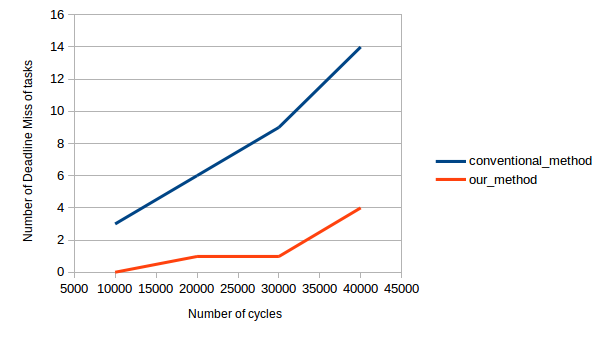 16
14
12
10
8
6
4
2
0
Number of Deadline Miss of tasks
5000 10000 15000 20000 25000 30000 35000 40000 45000
Number of cycles
conventional_method
our_method